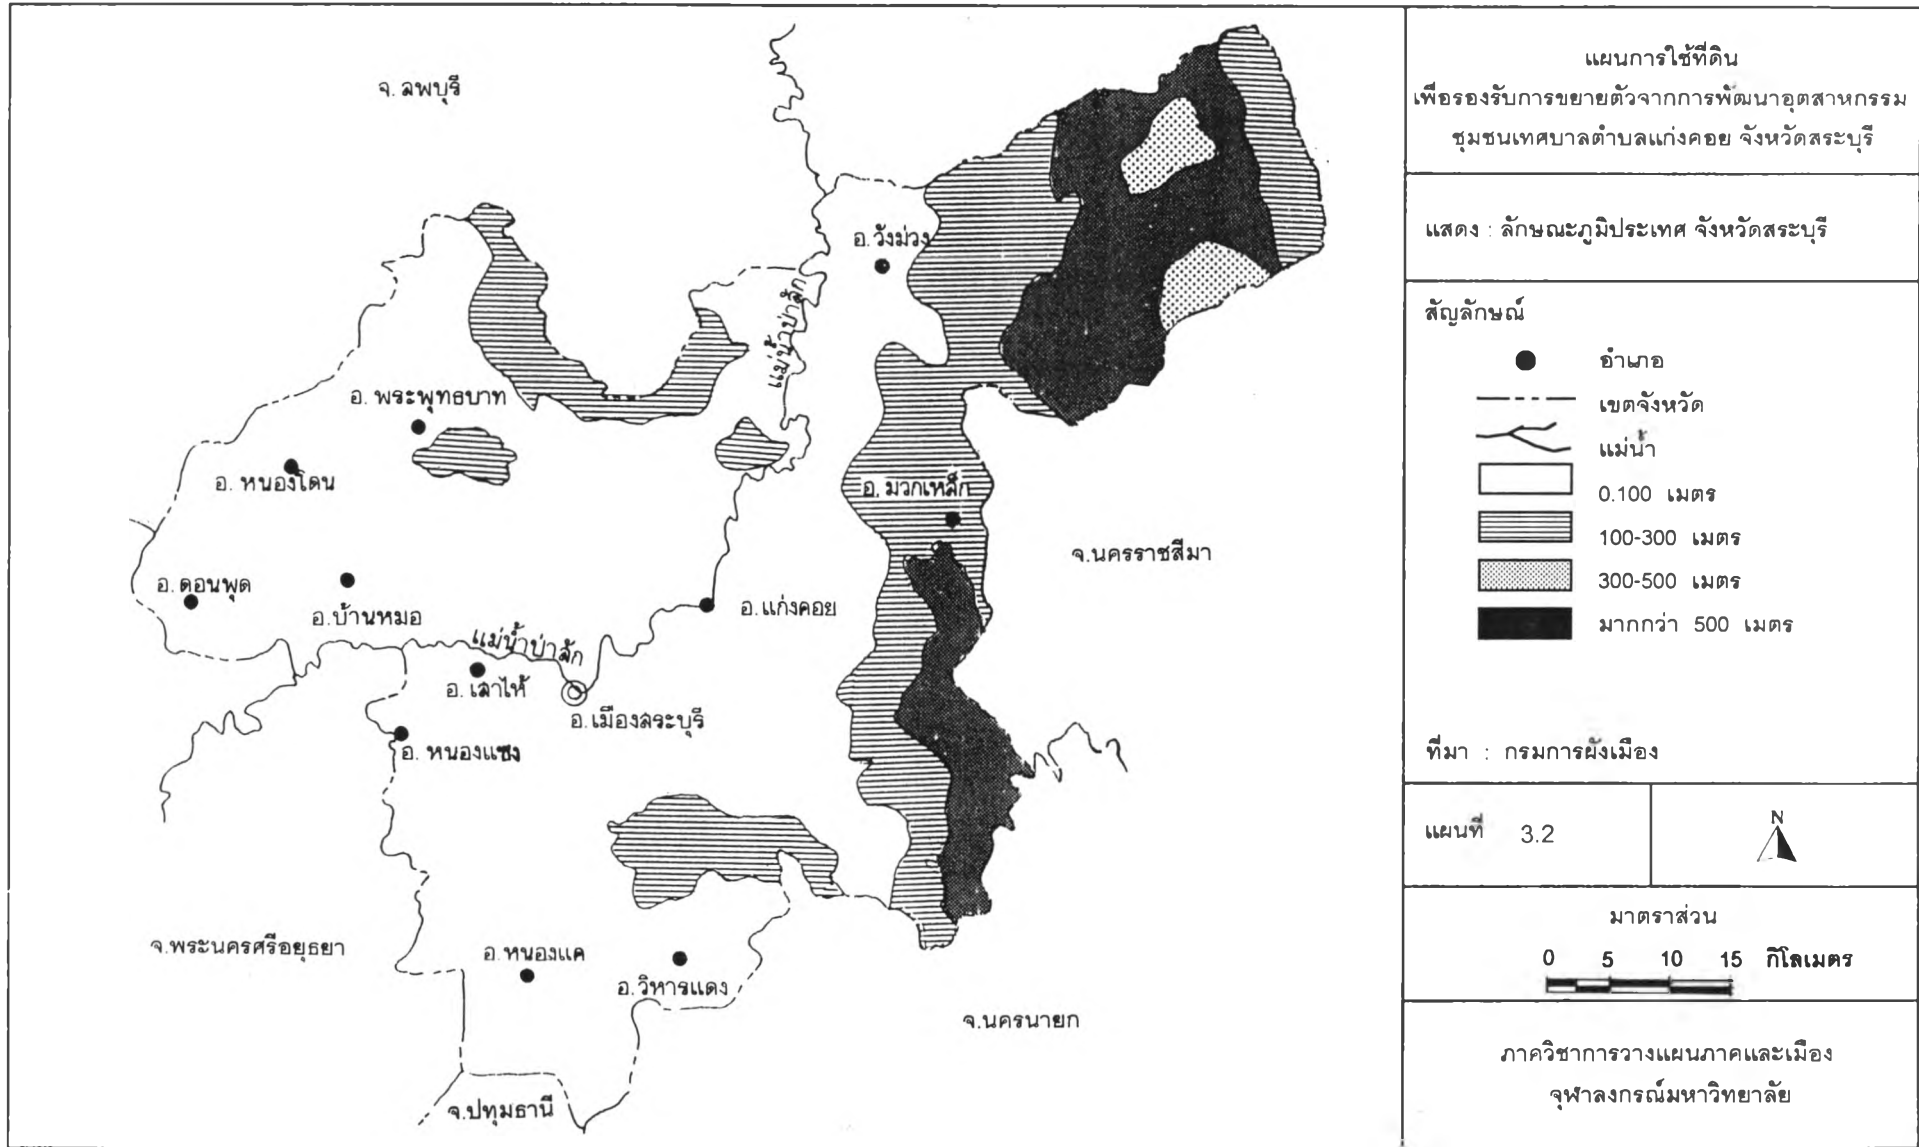 จ. ลพบุรี
อ. วังม่วง
แม่น้ำป่าสัก
อ. พระพุทธบาท
อ. หนองโดน
อ. มวกเหล็ก
จ.นครราชสีมา
อ. ดอนพุด
อ.บ้านหมอ
อ.แก่งคอย
แม่น้ำป่าสัก
อ. เสาไห้
อ.เมืองสระบุรี
อ. หนองแซง
จ.พระนครศรีอยุธยา
อ.หนองแค
อ.วิหารแดง
จ.นครนายก
จ.ปทุมธานี
แผนการใช้ที่ดิน
เพื่อรองรับการขยายตัวจากการพัฒนาอุตสาหกรรม
ชุมชนเทศบาลตำบลแก่งคอย จังหวัดสระบุรี
แสดง : ลักษณะภูมิประเทศ จังหวัดสระบุรี
สัญลักษณ์
อำเภอ
เขตจังหวัด
แม่น้ำ
0.100 เมตร
100-300 เมตร
300-500 เมตร
มากกว่า 500 เมตร
ที่มา : กรมการผังเมือง
แผนที่ 3.2
N
มาตราส่วน
0 5 10 15 กิโลเมตร
ภาควิชาการวางแผนภาคและเมือง
จุฬาลงกรณ์มหาวิทยาลัย